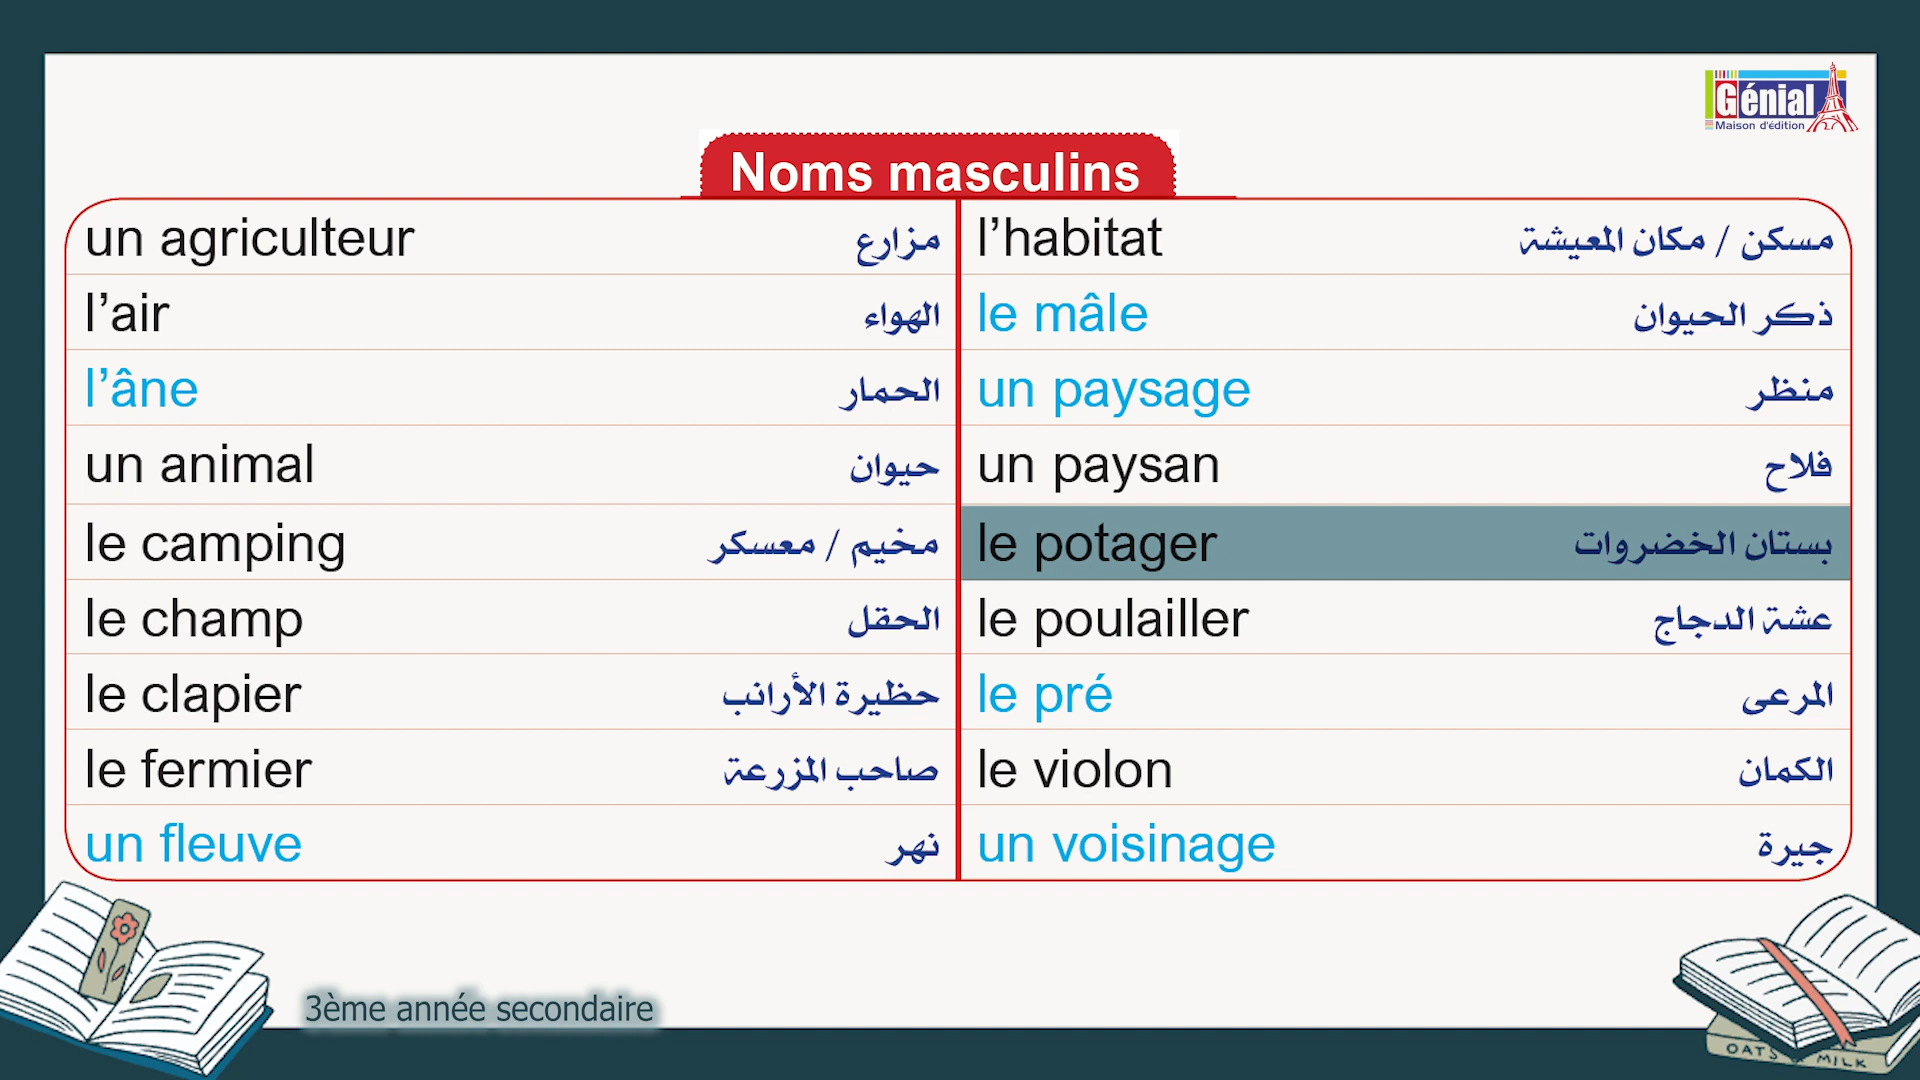 Génial
Maison d'édition
Noms masculins
un agriculteur مزارع
l’air الهواء
l’âne الحمار
un animal حيوان
le camping مخيم / معسكر
le champ الحقل
le clapier حظيرة الأرانب
le fermier صاحب المزرعة
un fleuve نهر
l’habitat مسكن / مكان المعيشة
le mâle ذكر الحيوان
un paysage منظر
un paysan فلاح
le potager بستان الخضروات
le poulailler عشة الدجاج
le pré المرعى
le violon الكمان
un voisinage جيرة
3ème année secondaire
OATS MILK